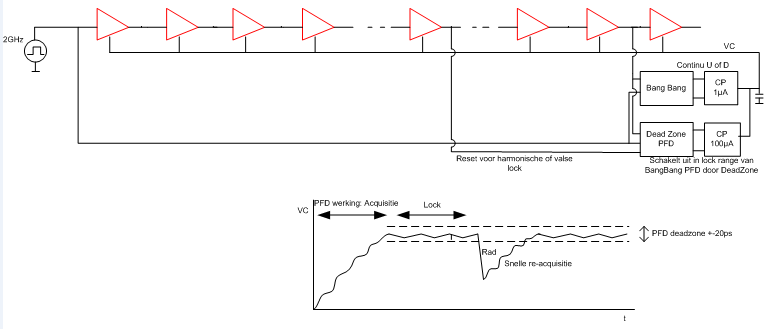 2GHz
VC
Continu U of D
Bang Bang
CP
1µA
Dead Zone
PFD
CP
100µA
Reset voor harmonische of valse
lock
Schakelt uit in lock range van
BangBang PFD door DeadZone
VC
PFD werking: Acquisitie
Lock
PFD deadzone +-20ps
Rad
Snelle re-acquisitie
t